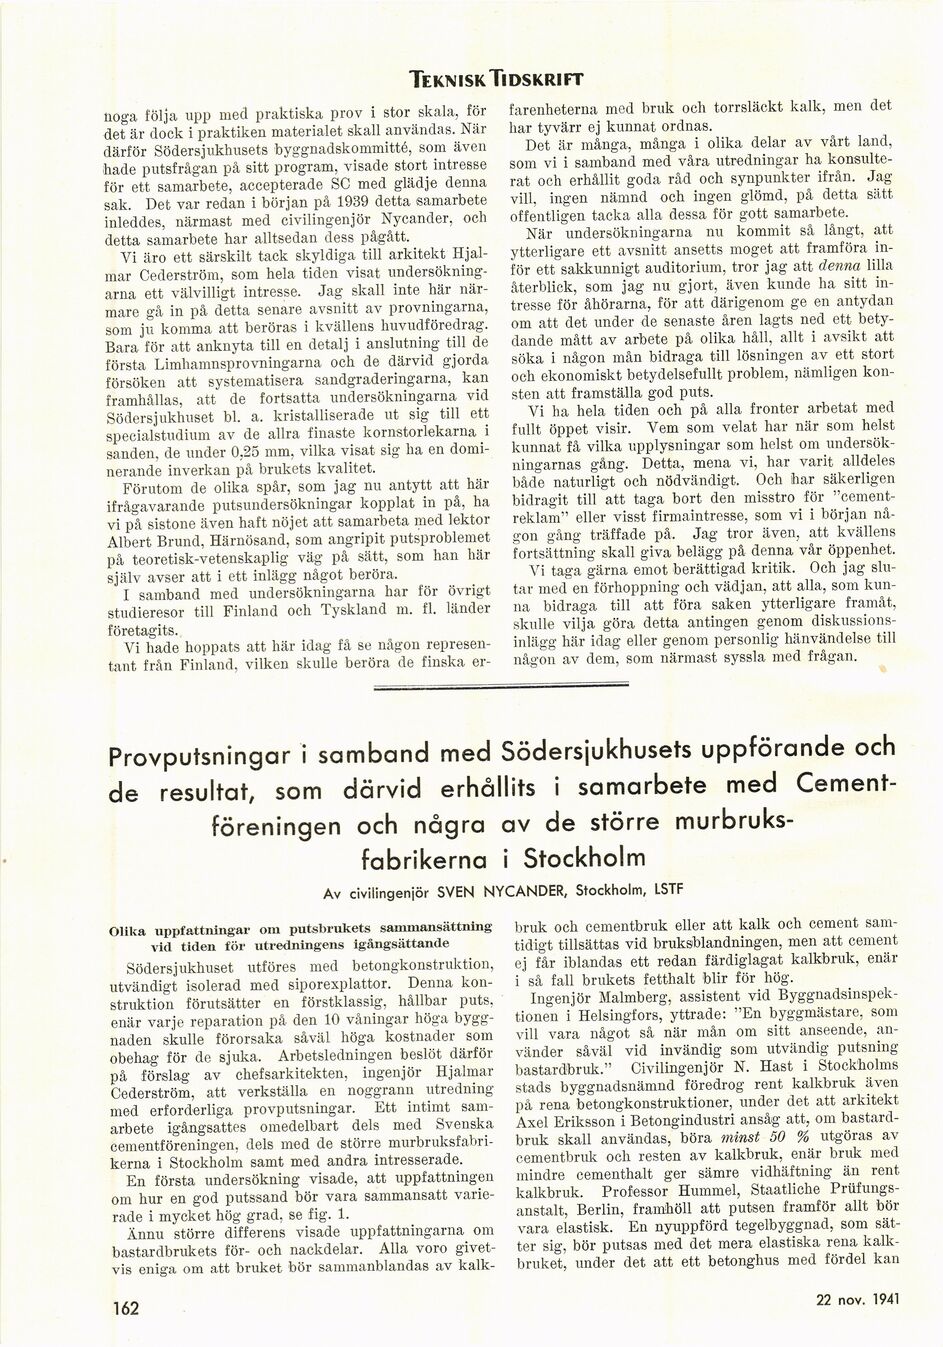 TEKNISK TIDSKRIFT
noga följa upp med praktiska prov i stor skala, för
det är dock i praktiken materialet skall användas. När
därför Södersjukhusets byggnadskommitté, som även
hade putsfrågan på sitt program, visade stort intresse
för ett samarbete, accepterade SC med glädje denna
sak. Det var redan i början på 1939 detta samarbete
inleddes, närmast med civilingenjör Nycander, och
detta samarbete har alltsedan dess pågått.
Vi äro ett särskilt tack skyldiga till arkitekt Hjal-
mar Cederström, som hela tiden visat undersökning-
arna ett välvilligt intresse. Jag skall inte här när-
mare gå in på detta senare avsnitt av provningarna,
som ju komma att beröras i kvällens huvudföredrag.
Bara för att anknyta till en detalj i anslutning till de
första Limhamnsprovningarna och de därvid gjorda
försöken att systematisera sandgraderingarna, kan
framhållas, att de fortsatta undersökningarna vid
Södersjukhuset bl. a. kristalliserade ut sig till ett
specialstudium av de allra finaste kornstorlekarna i
sanden, de under 0,25 mm, vilka visat sig ha en domi-
nerande inverkan på brukets kvalitet.
Förutom de olika spår, som jag nu antytt att här
ifrågavarande putsundersökningar kopplat in på, ha
vi på sistone även haft nöjet att samarbeta med lektor
Albert Brund, Härnösand, som angripit putsproblemet
på teoretisk-vetenskaplig väg på sätt, som han här
själv avser att i ett inlägg något beröra.
I samband med undersökningarna har för övrigt
studieresor till Finland och Tyskland m. fl. länder
företagits.
Vi hade hoppats att här idag få se någon represen-
tant från Finland, vilken skulle beröra de finska er-
farenheterna med bruk och torrsläckt kalk, men det
har tyvärr ej kunnat ordnas.
Det är många, många i olika delar av vårt land,
som vi i samband med våra utredningar ha konsulte-
rat och erhållit goda råd och synpunkter ifrån. Jag
vill, ingen nämnd och ingen glömd, på detta sätt
offentligen tacka alla dessa för gott samarbete.
När undersökningarna nu kommit så långt, att
ytterligare ett avsnitt ansetts moget att framföra in-
för ett sakkunnigt auditorium, tror jag att denna lilla
återblick, som jag nu gjort, även kunde ha sitt in-
tresse för åhörarna, för att därigenom ge en antydan
om att det under de senaste åren lagts ned ett bety-
dande mått av arbete på olika håll, allt i avsikt att
söka i någon mån bidraga till lösningen av ett stort
och ekonomiskt betydelsefullt problem, nämligen kon-
sten att framställa god puts.
Vi ha hela tiden och på alla fronter arbetat med
fullt öppet visir. Vem som velat har när som helst
kunnat få vilka upplysningar som helst om undersök-
ningarnas gång. Detta, mena vi, har varit alldeles
både naturligt och nödvändigt. Och har säkerligen
bidragit till att taga bort den misstro för ”cement-
reklam” eller visst firmaintresse, som vi i början nå-
gon gång träffade på. Jag tror även, att kvällens
fortsättning skall giva belägg på denna vår öppenhet.
Vi taga gärna emot berättigad kritik. Och jag slu-
tar med en förhoppning och vädjan, att alla, som kun-
na bidraga till att föra saken ytterligare framåt,
skulle vilja göra detta antingen genom diskussions-
inlägg här idag eller genom personlig hänvändelse till
någon av dem, som närmast syssla med frågan.
Provputsningar i samband med Södersjukhusets uppförande och
de resultat, som därvid erhållits i samarbete med Cement-
föreningen och några av de större murbruks-
fabrikerna i Stockholm
Av civilingenjör SVEN NYCANDER, Stockholm, LSTF
Olika uppfattningar om putsbrukets sammansättning
vid tiden för utredningens igångsättande
Södersjukhuset utföres med betongkonstruktion,
utvändigt isolerad med siporexplattor. Denna kon-
struktion förutsätter en förstklassig, hållbar puts,
enär varje reparation på den 10 våningar höga bygg-
naden skulle förorsaka såväl höga kostnader som
obehag för de sjuka. Arbetsledningen beslöt därför
på förslag av chefsarkitekten, ingenjör Hjalmar
Cederström, att verkställa en noggrann utredning
med erforderliga provputsningar. Ett intimt sam-
arbete igångsattes omedelbart dels med Svenska
cementföreningen, dels med de större murbruksfabri-
kerna i Stockholm samt med andra intresserade.
En första undersökning visade, att uppfattningen
om hur en god putssand bör vara sammansatt varie-
rade i mycket hög grad, se fig. 1.
Ännu större differens visade uppfattningarna om
bastardbrukets för- och nackdelar. Alla voro givet-
vis eniga om att bruket bör sammanblandas av kalk-
bruk och cementbruk eller att kalk och cement sam-
tidigt tillsättas vid bruksblandningen, men att cement
ej får iblandas ett redan färdiglagat kalkbruk, enär
i så fall brukets fetthalt blir för hög.
Ingenjör Malmberg, assistent vid Byggnadsinspek-
tionen i Helsingfors, yttrade: ”En byggmästare, som
vill vara något så när mån om sitt anseende, an-
vänder såväl vid invändig som utvändig putsning
bastardbruk.” Civilingenjör N. Hast i Stockholms
stads byggnadsnämnd föredrog rent kalkbruk även
på rena betongkonstruktioner, under det att arkitekt
Axel Eriksson i Betongindustri ansåg att, om bastard-
bruk skall användas, böra minst 50 % utgöras av
cementbruk och resten av kalkbruk, enär bruk med
mindre cementhalt ger sämre vidhäftning än rent
kalkbruk. Professor Hummel, Staatliche Prüfungs-
anstalt, Berlin, framhöll att putsen framför allt bör
vara elastisk. En nyuppförd tegelbyggnad, som sät-
ter sig, bör putsas med det mera elastiska rena kalk-
bruket, under det att ett betonghus med fördel kan
162
22 nov. 1941